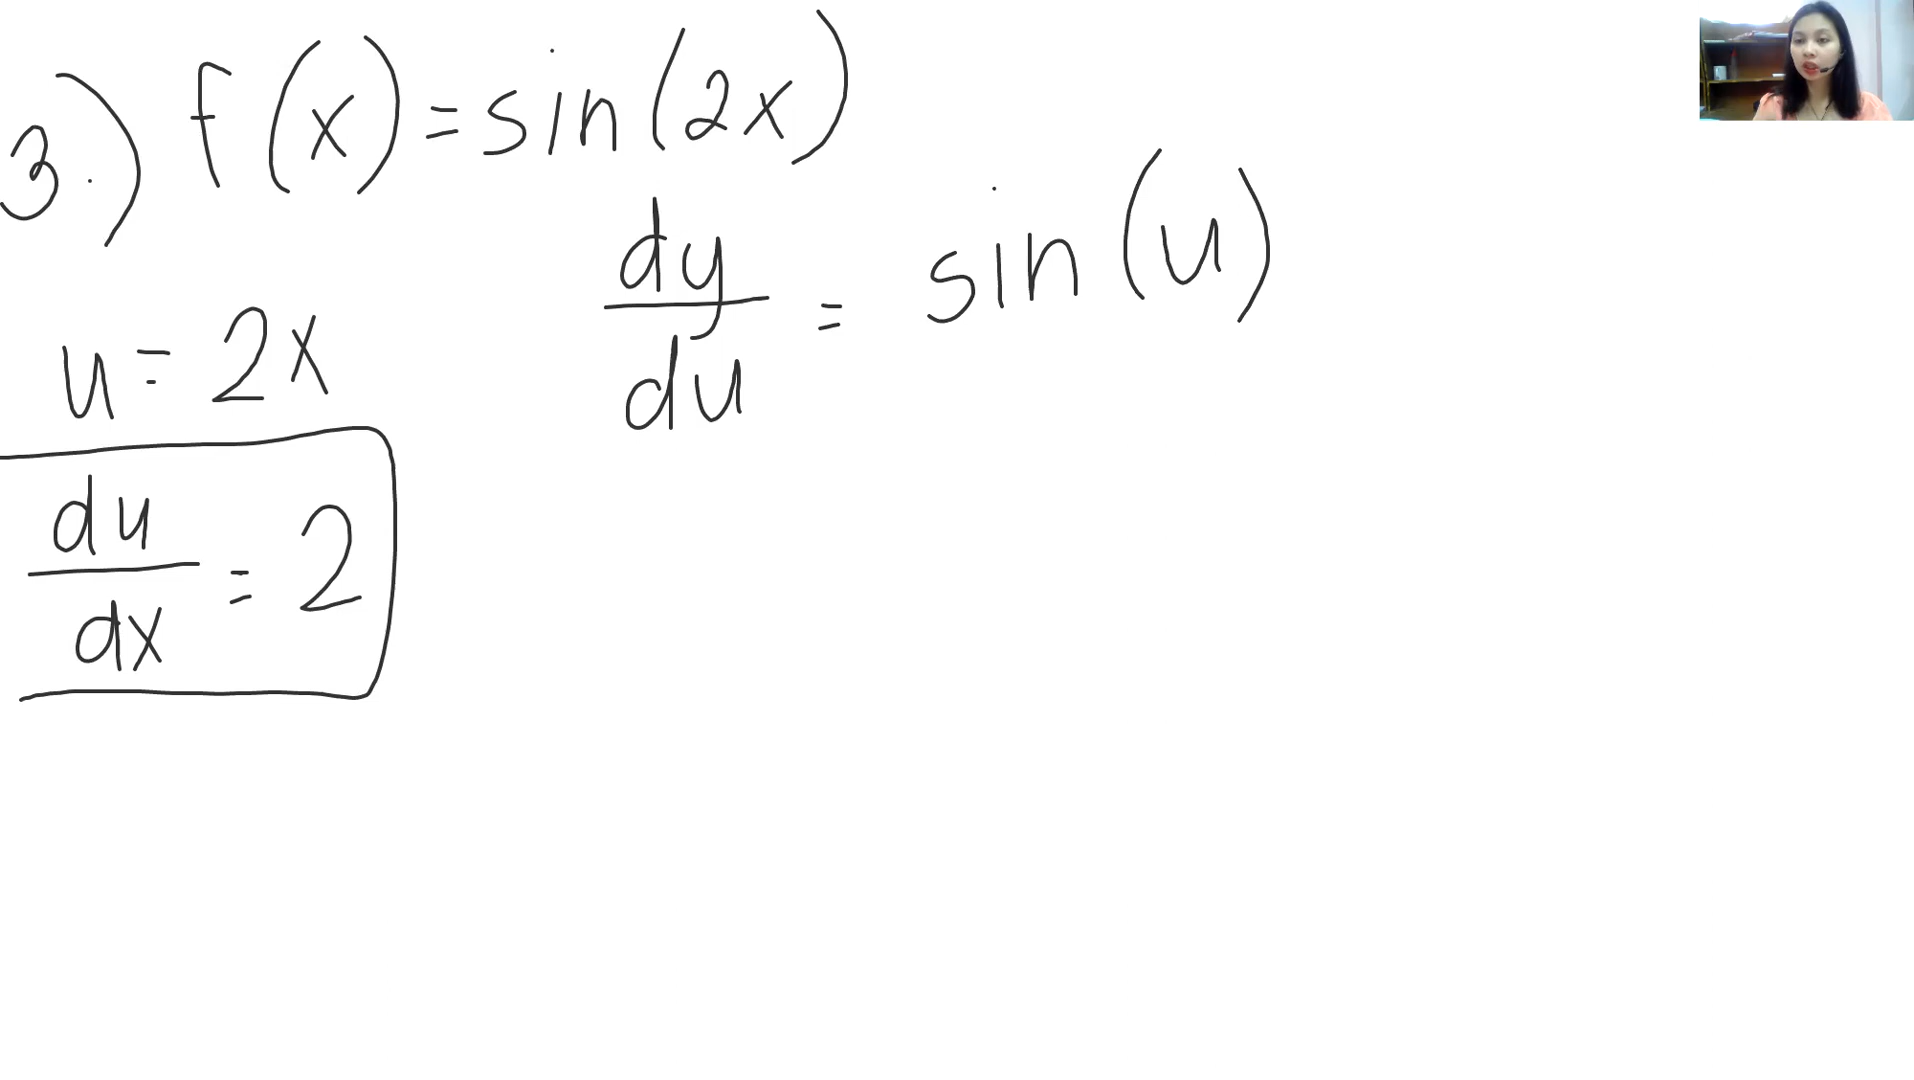 3.) f(x) = sin(2x)
dy/du = sin(u)
u = 2x
du/dx = 2